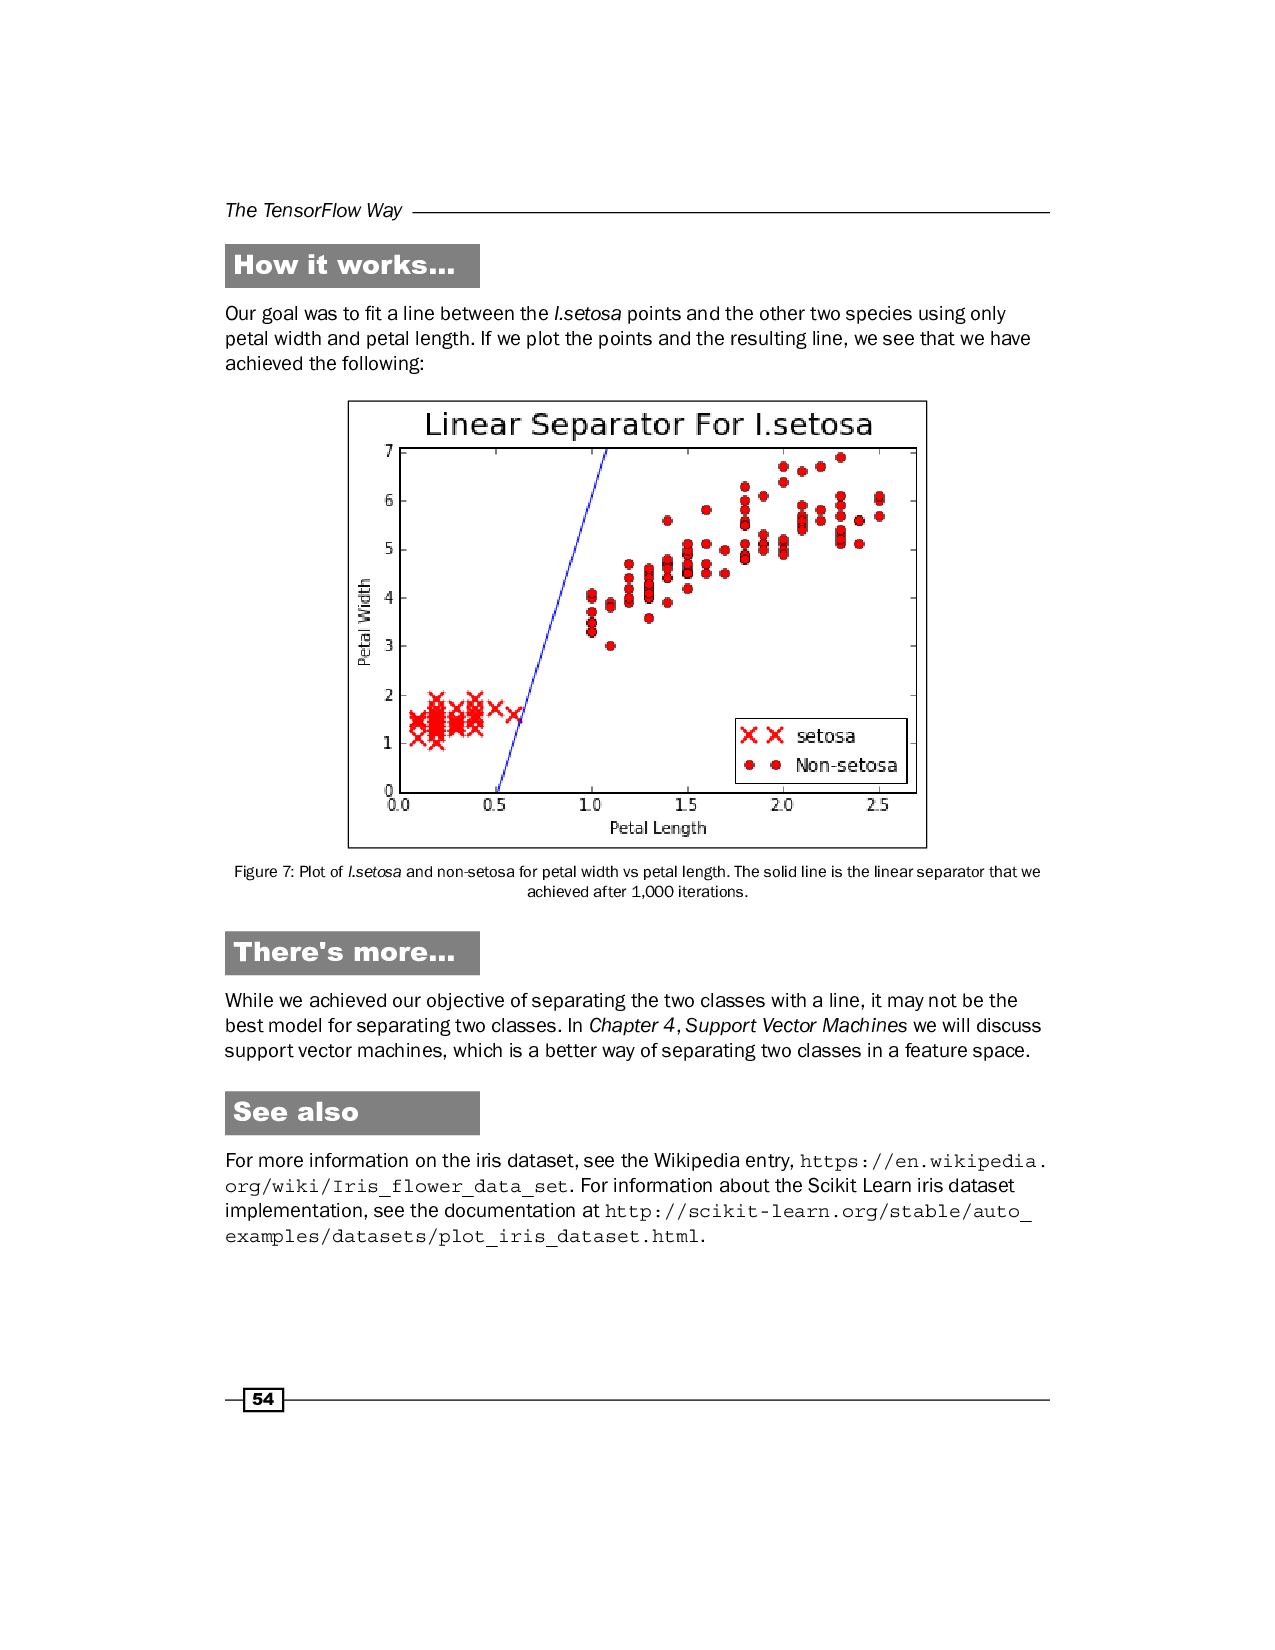 The TensorFlow Way
How it works…
Our goal was to fit a line between the I.setosa points and the other two species using only
petal width and petal length. If we plot the points and the resulting line, we see that we have
achieved the following:
Linear Separator For I.setosa
7
6
5
4
3
2
1
0
Petal Width
0.0 0.5 1.0 1.5 2.0 2.5
Petal Length
setosa
Non-setosa
Figure 7: Plot of I.setosa and non-setosa for petal width vs petal length. The solid line is the linear separator that we
achieved after 1,000 iterations.
There's more…
While we achieved our objective of separating the two classes with a line, it may not be the
best model for separating two classes. In Chapter 4, Support Vector Machines we will discuss
support vector machines, which is a better way of separating two classes in a feature space.
See also
For more information on the iris dataset, see the Wikipedia entry, https://en.wikipedia.
org/wiki/Iris_flower_data_set. For information about the Scikit Learn iris dataset
implementation, see the documentation at http://scikit-learn.org/stable/auto_
examples/datasets/plot_iris_dataset.html.
54